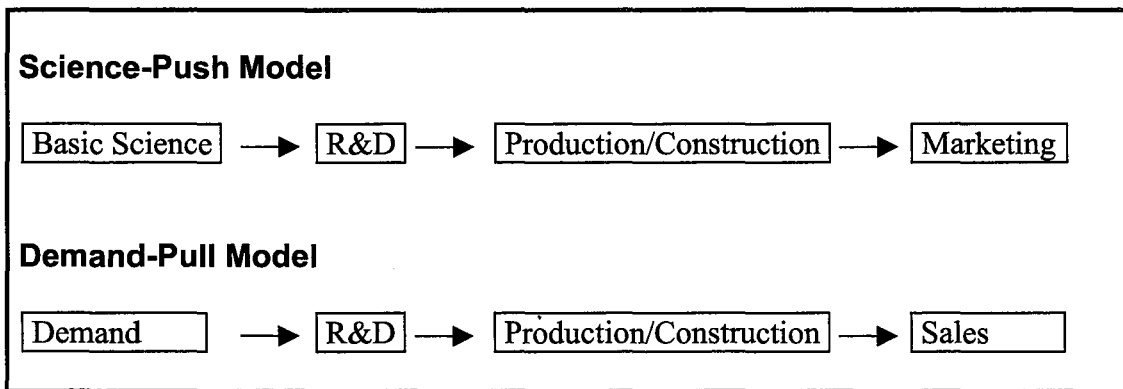 Science-Push Model
Basic Science R&D Production/Construction Marketing
Demand-Pull Model
Demand R&D Production/Construction Sales